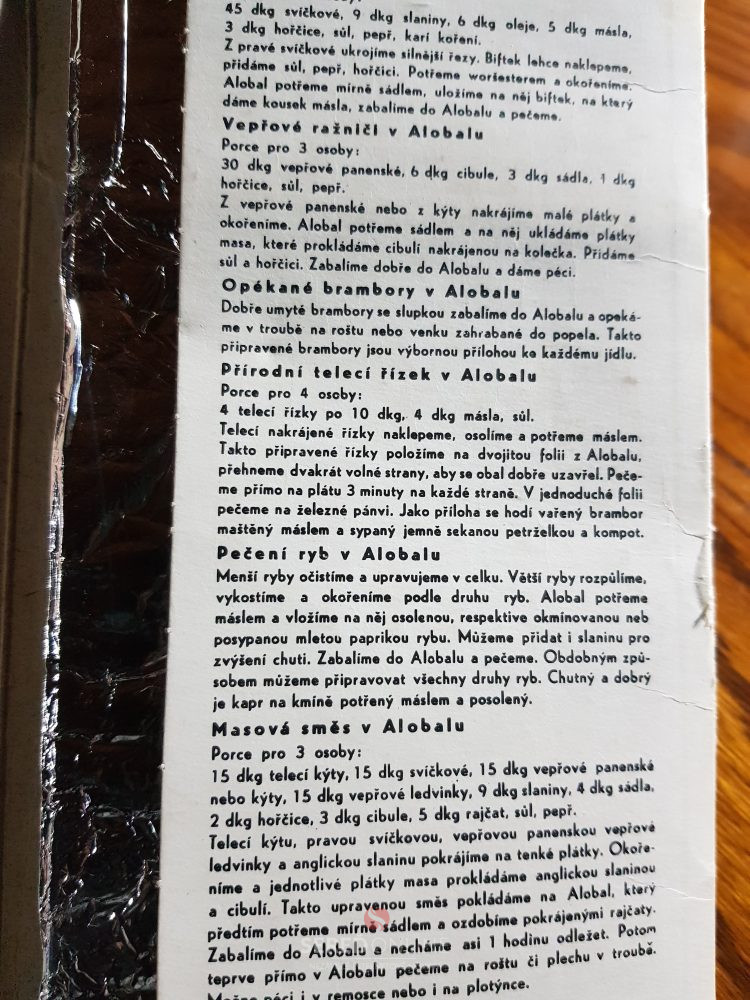 45 dkg svíčkové, 9 dkg slaniny, 6 dkg oleje, 5 dkg másla,
3 dkg hořčice, sůl, pepř, kari koření.
Z pravé svíčkové ukrojíme silnější řezy. Biftek lehce naklepeme,
přidáme sůl, pepř, hořčici. Potřeme woršesterem a okořeníme.
Alobal potřeme mírně sádlem, uložíme na něj biftek, na který
dáme kousek másla, zabalíme do Alobalu a pečeme.
Vepřové ražniči v Alobalu
Porce pro 3 osoby:
30 dkg vepřové panenské, 6 dkg cibule, 3 dkg sádla, 1 dkg
hořčice, sůl, pepř.
Z vepřové panenské nebo z kýty nakrájíme malé plátky a
okořeníme. Alobal potřeme sádlem a na něj ukládáme plátky
masa, které prokládáme cibulí nakrájenou na kolečka. Přidáme
sůl a hořčici. Zabalíme dobře do Alobalu a dáme péci.
Opékané brambory v Alobalu
Dobře umyté brambory se slupkou zabalíme do Alobalu a opeká-
me v troubě na roštu nebo venku zahrabané do popela. Takto
připravené brambory jsou výbornou přílohou ke každému jídlu.
Přírodní telecí řízek v Alobalu
Porce pro 4 osoby:
4 telecí řízky po 10 dkg, 4 dkg másla, sůl.
Telecí nakrájené řízky naklepeme, osolíme a potřeme máslem.
Takto připravené řízky položíme na dvojitou folii z Alobalu,
přehneme dvakrát volné strany, aby se obal dobře uzavřel. Peče-
me přímo na plátu 3 minuty na každé straně. V jednoduché folii
pečeme na železné pánvi. Jako příloha se hodí vařený brambor
maštěný máslem a sypaný jemně sekanou petrželkou a kompot.
Pečení ryb v Alobalu
Menší ryby očistíme a upravujeme v celku. Větší ryby rozpůlíme,
vykostíme a okořeníme podle druhu ryb. Alobal potřeme
máslem a vložíme na něj osolenou, respektive okmínovanou neb
posypanou mletou paprikou rybu. Můžeme přidat i slaninu pro
zvýšení chuti. Zabalíme do Alobalu a pečeme. Obdobným způ-
sobem můžeme připravovat všechny druhy ryb. Chutný a dobrý
je kapr na kmíně potřený máslem a posolený.
Masová směs v Alobalu
Porce pro 3 osoby:
15 dkg telecí kýty, 15 dkg svíčkové, 15 dkg vepřové panenské
nebo kýty, 15 dkg vepřové ledvinky, 9 dkg slaniny, 4 dkg sádla,
2 dkg hořčice, 3 dkg cibule, 5 dkg rajčat, sůl, pepř.
Telecí kýtu, pravou svíčkovou, vepřovou panenskou vepřové
ledvinky a anglickou slaninu pokrájíme na tenké plátky. Okoře-
níme a jednotlivé plátky masa prokládáme anglickou slaninou
a cibulí. Takto upravenou směs pokládáme na Alobal, který
předtím potřeme mírně sádlem a ozdobíme pokrájenými rajčaty.
Zabalíme do Alobalu a necháme asi 1 hodinu odležet. Potom
teprve přímo v Alobalu pečeme na roštu či plechu v troubě.
Možno péci i v remosce nebo i na plotýnce.